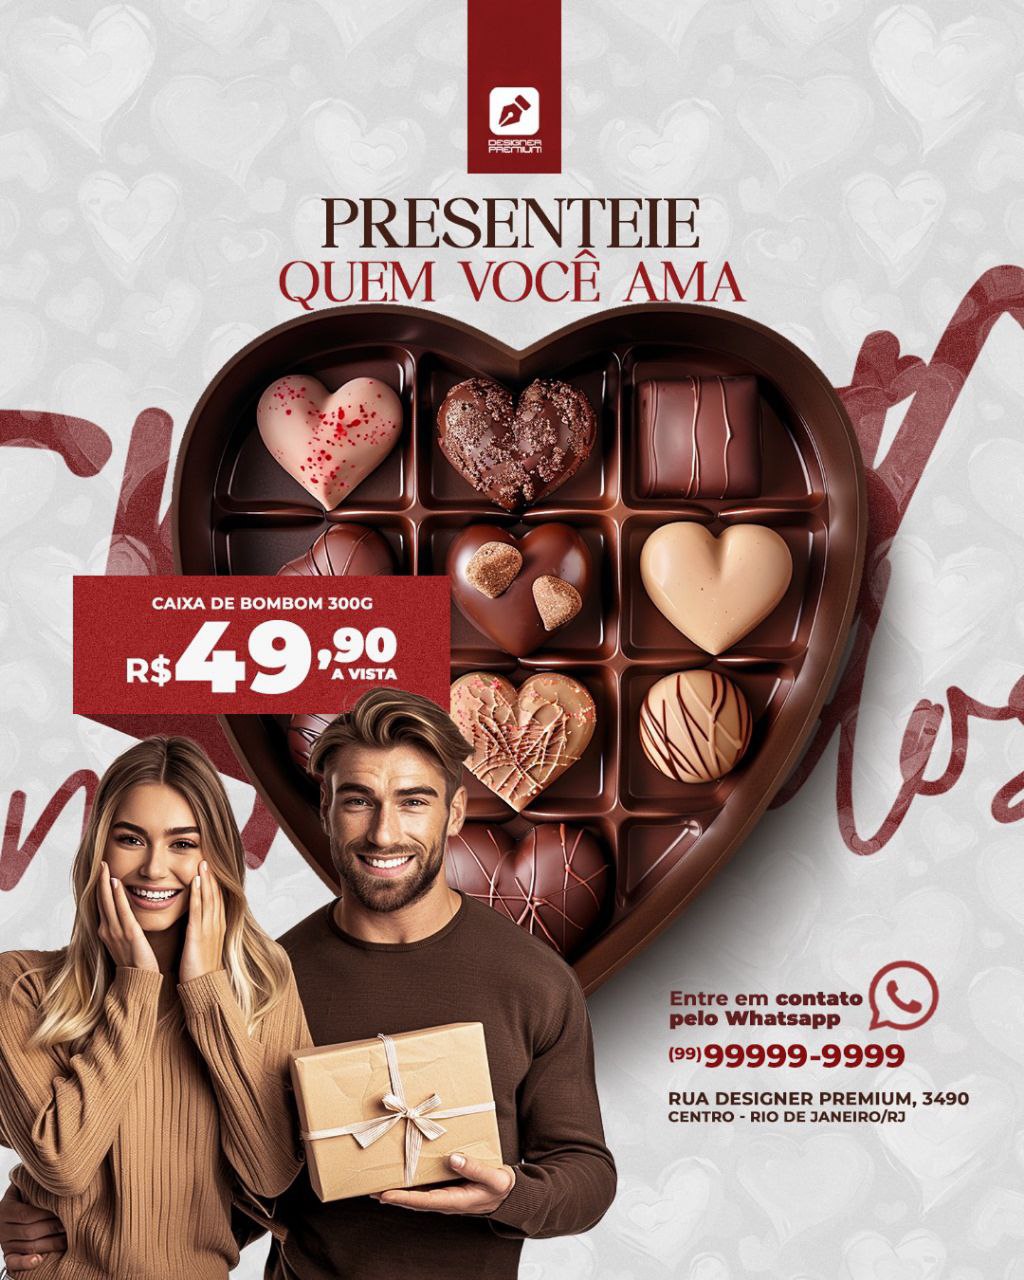 DESIGNER
PREMIUM
PRESENTEIE
QUEM VOCÊ AMA
CAIXA DE BOMBOM 300G
R$49,90
A VISTA
Entre em contato
pelo Whatsapp
(99)99999-9999
RUA DESIGNER PREMIUM, 3490
CENTRO - RIO DE JANEIRO/RJ